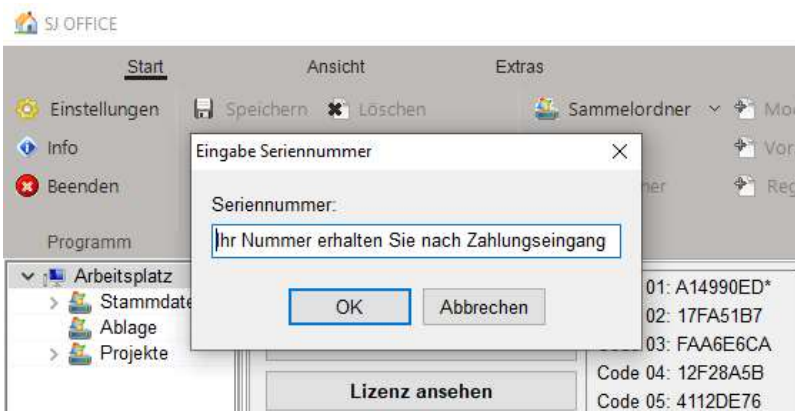 SJ OFFICE
Start Ansicht Extras
Einstellungen Speichern Löschen Sammelordner
Info
Beenden
Programm
Eingabe Seriennummer
Seriennummer:
Ihr Nummer erhalten Sie nach Zahlungseingang
OK Abbrechen
Arbeitsplatz
Ablage
Projekte
Lizenz ansehen
01: A14990ED*
02: 17FA51B7
03: FAA6E6CA
Code 04: 12F28A5B
Code 05: 4112DE76